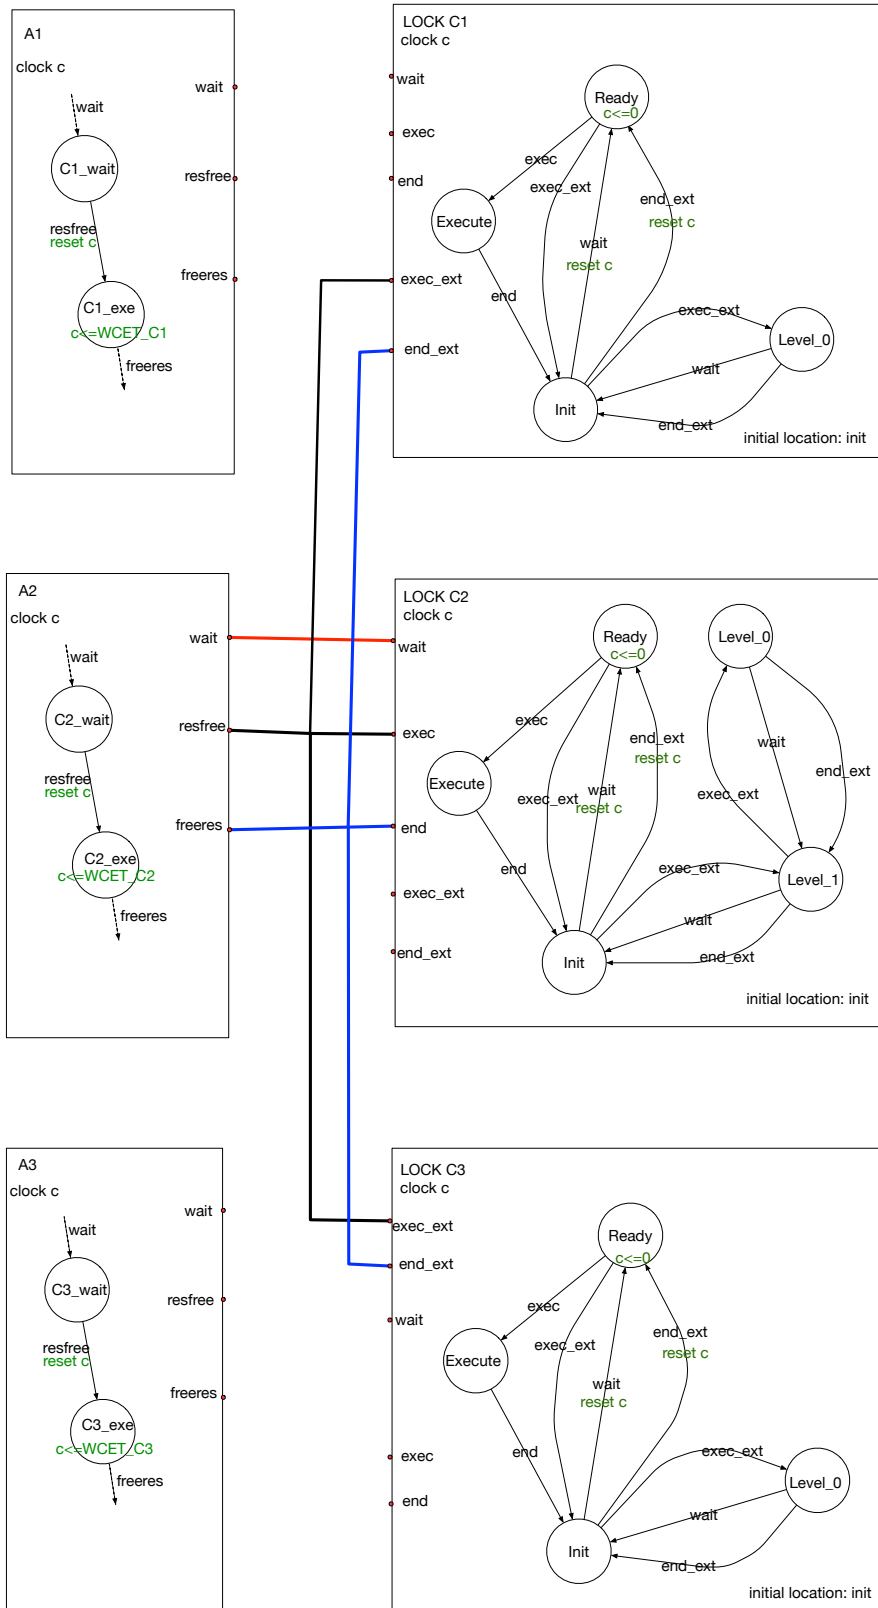 A1
clock c
wait
C1_wait
resfree
reset c
C1_exe
c<=WCET_C1
freeres
wait
resfree
freeres
LOCK C1
clock c
wait
exec
end
exec_ext
end_ext
Ready
c<=0
exec
exec_ext
end_ext
reset c
Execute
wait
reset c
end
exec_ext
Level_0
wait
Init
end_ext
initial location: init
A2
clock c
wait
C2_wait
resfree
reset c
C2_exe
c<=WCET_C2
freeres
wait
resfree
freeres
LOCK C2
clock c
wait
exec
end
exec_ext
end_ext
Ready
c<=0
Level_0
exec
end_ext
reset c
wait
end_ext
Execute
exec_ext
wait
reset c
exec_ext
end
exec_ext
Level_1
wait
end_ext
Init
initial location: init
A3
clock c
wait
C3_wait
resfree
reset c
C3_exe
c<=WCET_C3
freeres
wait
resfree
freeres
LOCK C3
clock c
exec_ext
end_ext
wait
exec
end
Ready
c<=0
exec
exec_ext
end_ext
reset c
Execute
wait
reset c
end
exec_ext
Level_0
wait
Init
end_ext
initial location: init